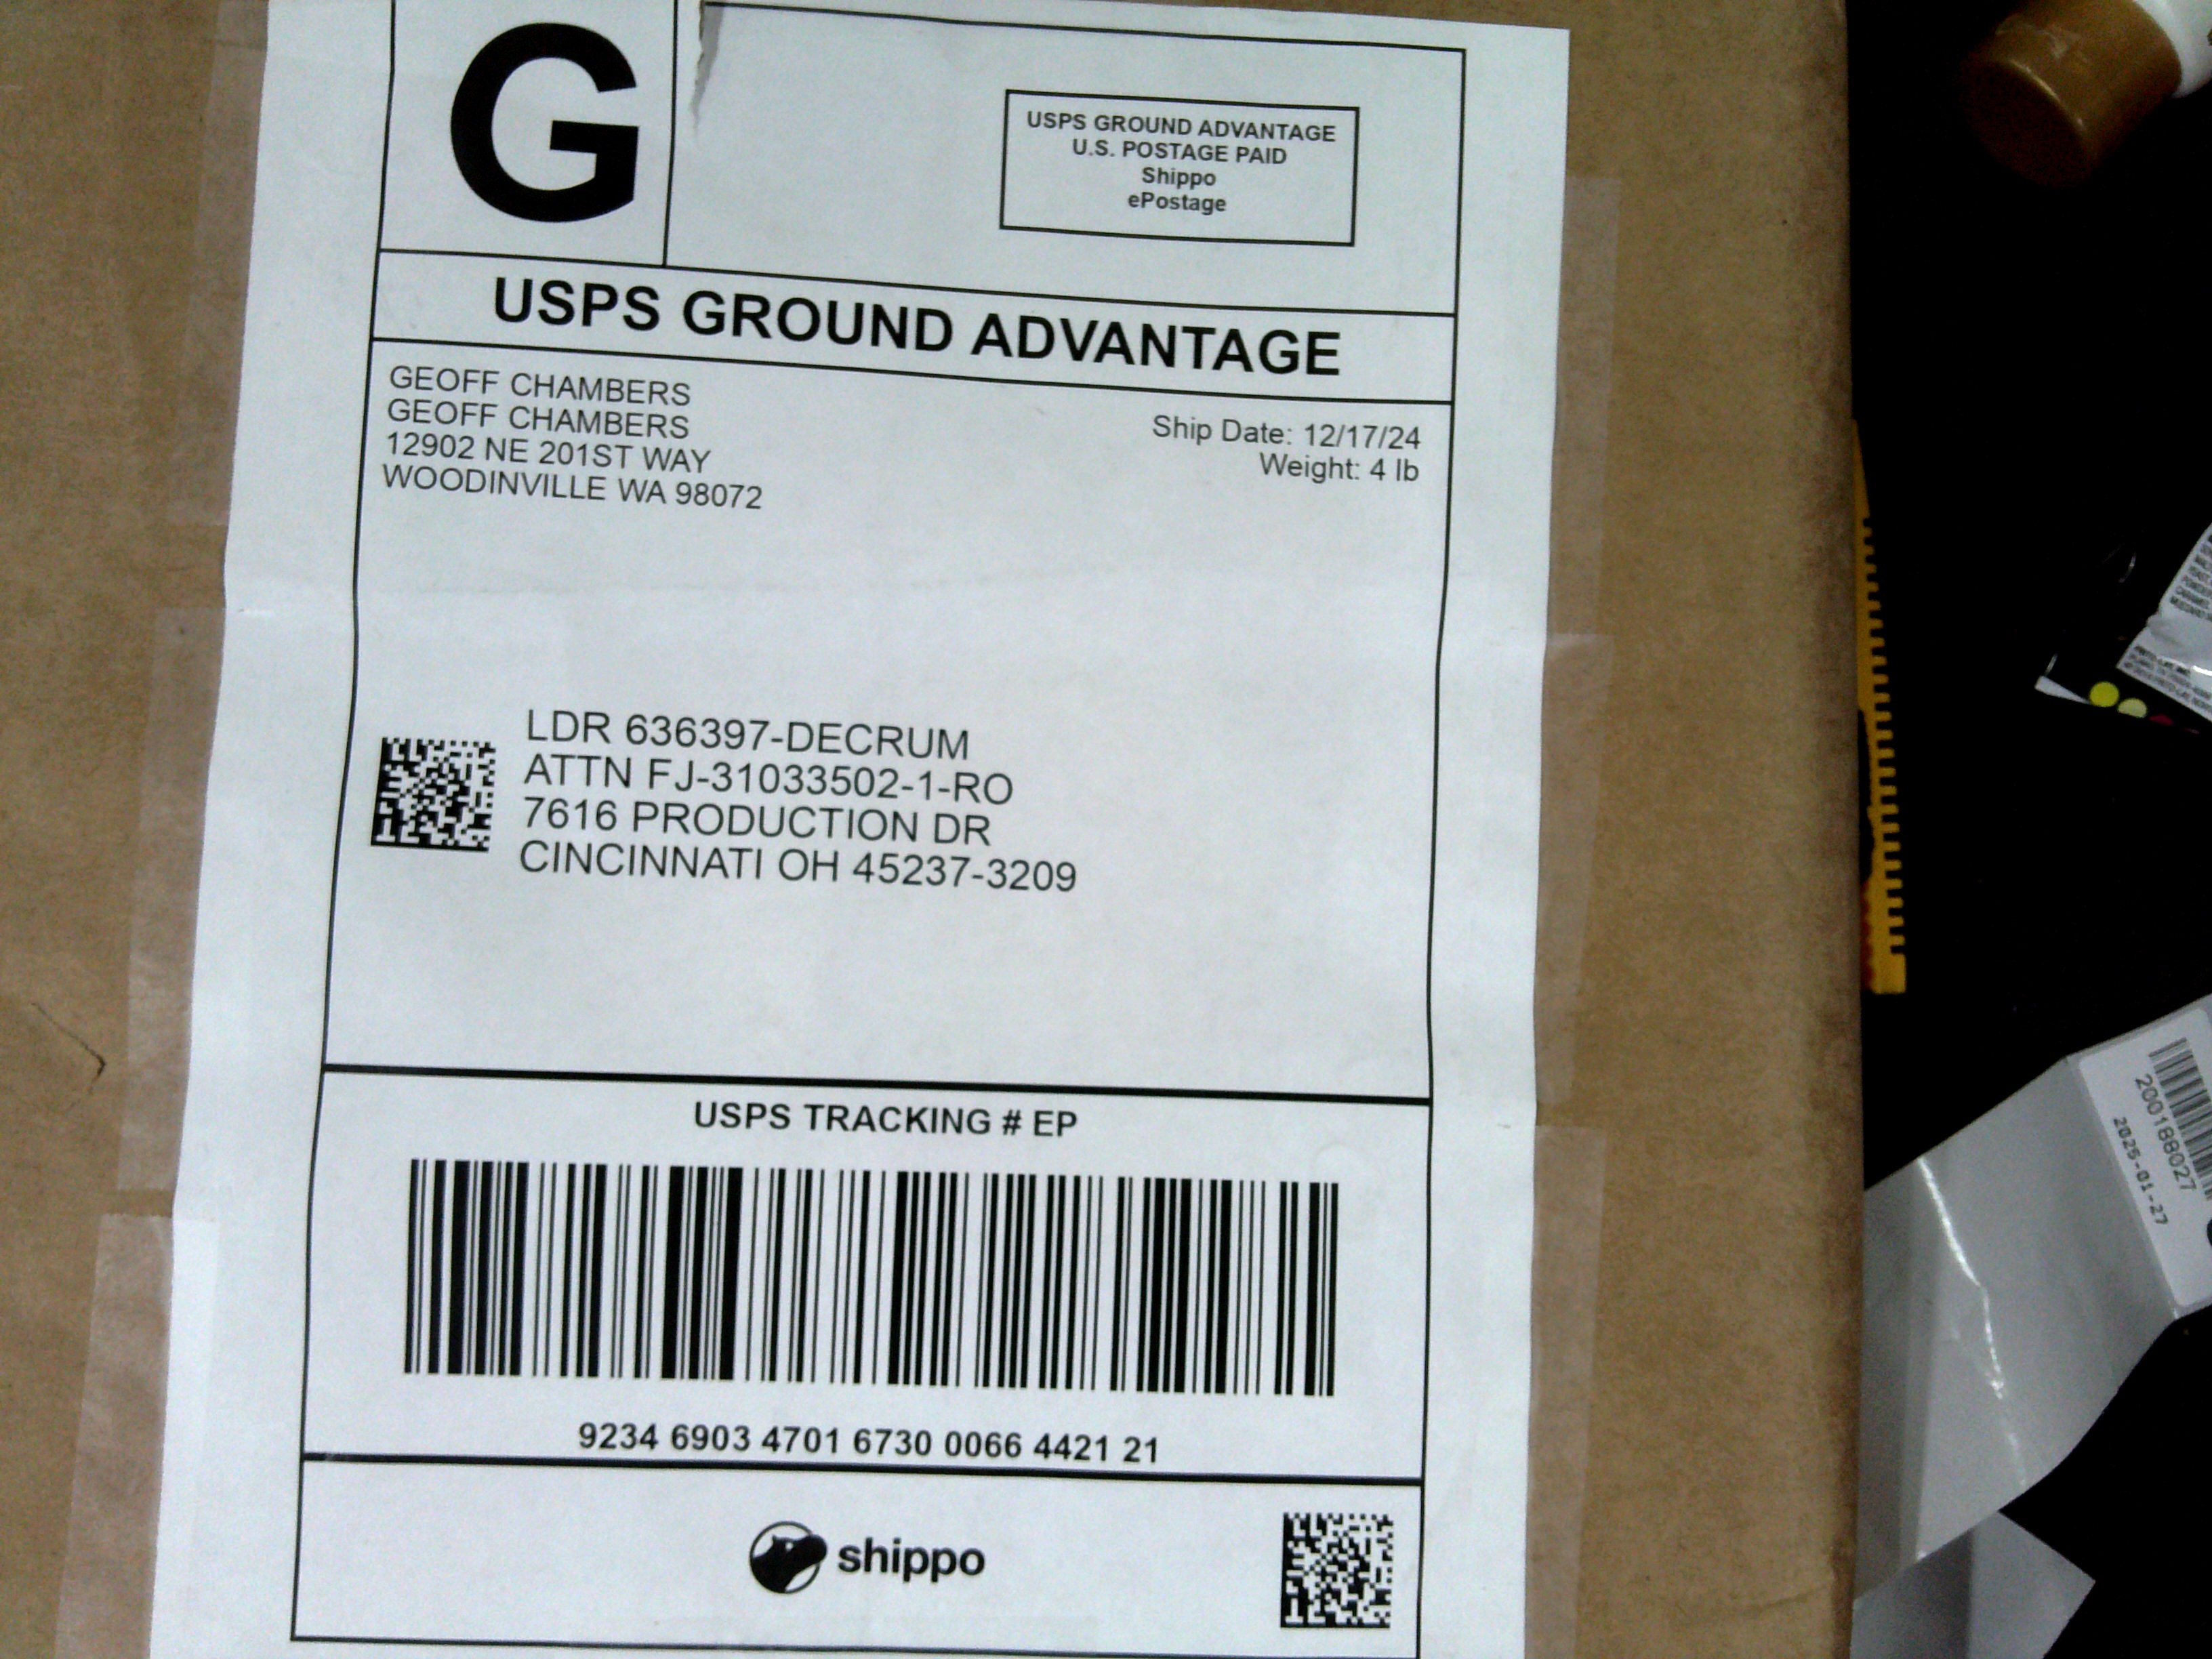 G
USPS GROUND ADVANTAGE
U.S. POSTAGE PAID
Shippo
ePostage
USPS GROUND ADVANTAGE
GEOFF CHAMBERS
GEOFF CHAMBERS
12902 NE 201ST WAY
WOODINVILLE WA 98072
Ship Date: 12/17/24
Weight: 4 lb
LDR 636397-DECRUM
ATTN FJ-31033502-1-RO
7616 PRODUCTION DR
CINCINNATI OH 45237-3209
USPS TRACKING # EP
9234 6903 4701 6730 0066 4421 21
shippo
200188027
2025-01-27